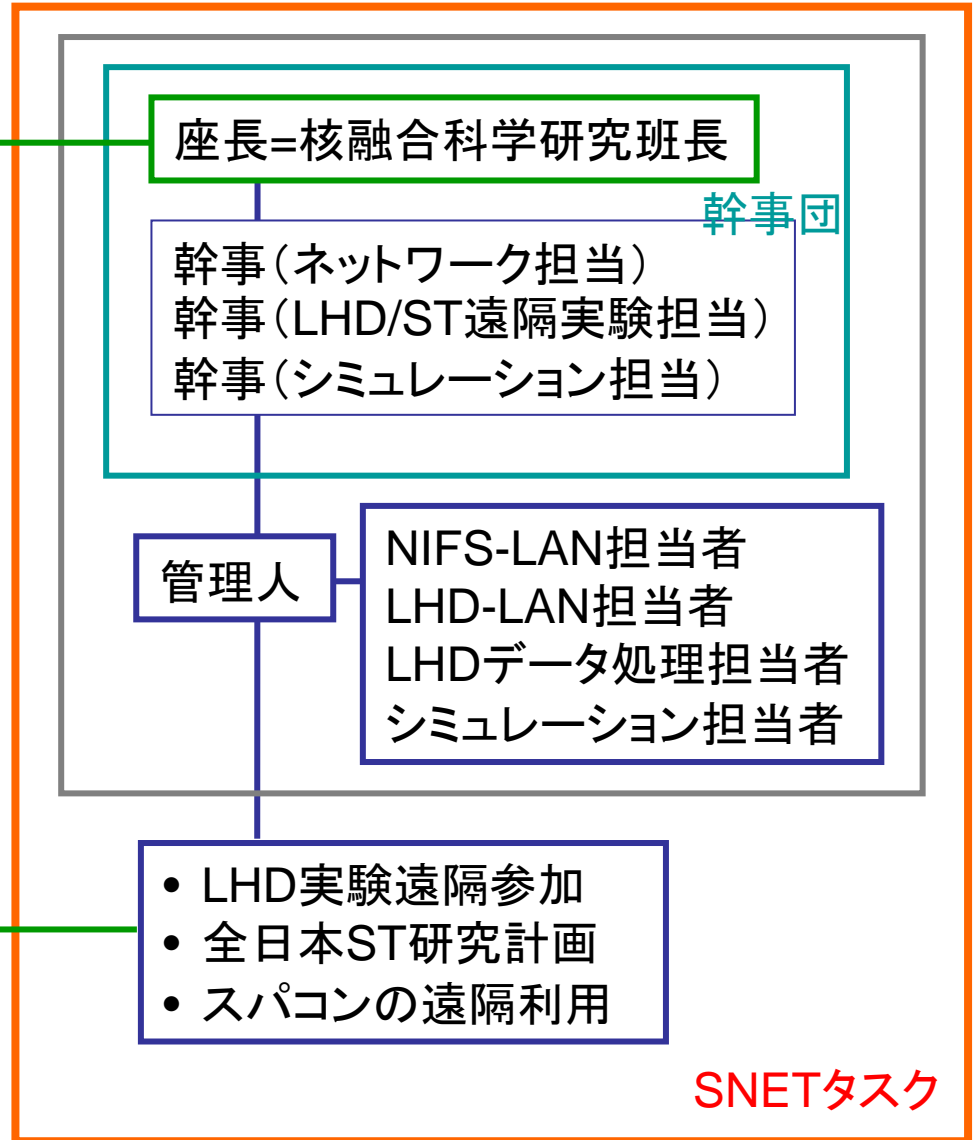 座長=核融合科学研究班長
幹事団
幹事（ネットワーク担当）
幹事（LHD/ST遠隔実験担当）
幹事（シミュレーション担当）
管理人
NIFS-LAN担当者
LHD-LAN担当者
LHDデータ処理担当者
シミュレーション担当者
• LHD実験遠隔参加
• 全日本ST研究計画
• スパコンの遠隔利用
SNETタスク